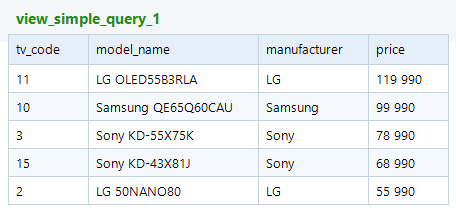 view_simple_query_1
tv_code model_name manufacturer price
11 LG OLED55B3RLA LG 119 990
10 Samsung QE65Q60CAU Samsung 99 990
3 Sony KD-55X75K Sony 78 990
15 Sony KD-43X81J Sony 68 990
2 LG 50NANO80 LG 55 990